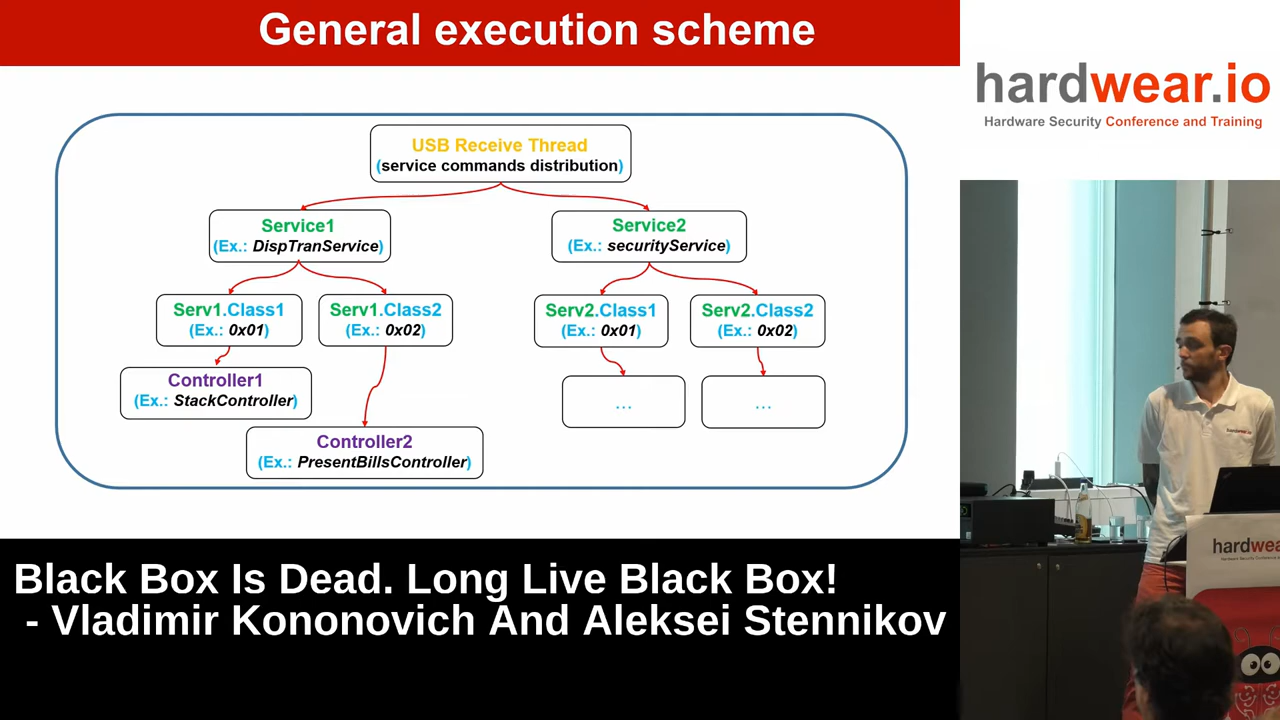 General execution scheme
hardwear.io
Hardware Security Conference and Training
USB Receive Thread
(service commands distribution)
Service1
(Ex.: DispTranService)
Service2
(Ex.: securityService)
Serv1.Class1
(Ex.: 0x01)
Serv1.Class2
(Ex.: 0x02)
Serv2.Class1
(Ex.: 0x01)
Serv2.Class2
(Ex.: 0x02)
Controller1
(Ex.: StackController)
...
...
Controller2
(Ex.: PresentBillsController)
hardwear.io
hardwea
Black Box Is Dead. Long Live Black Box!
- Vladimir Kononovich And Aleksei Stennikov